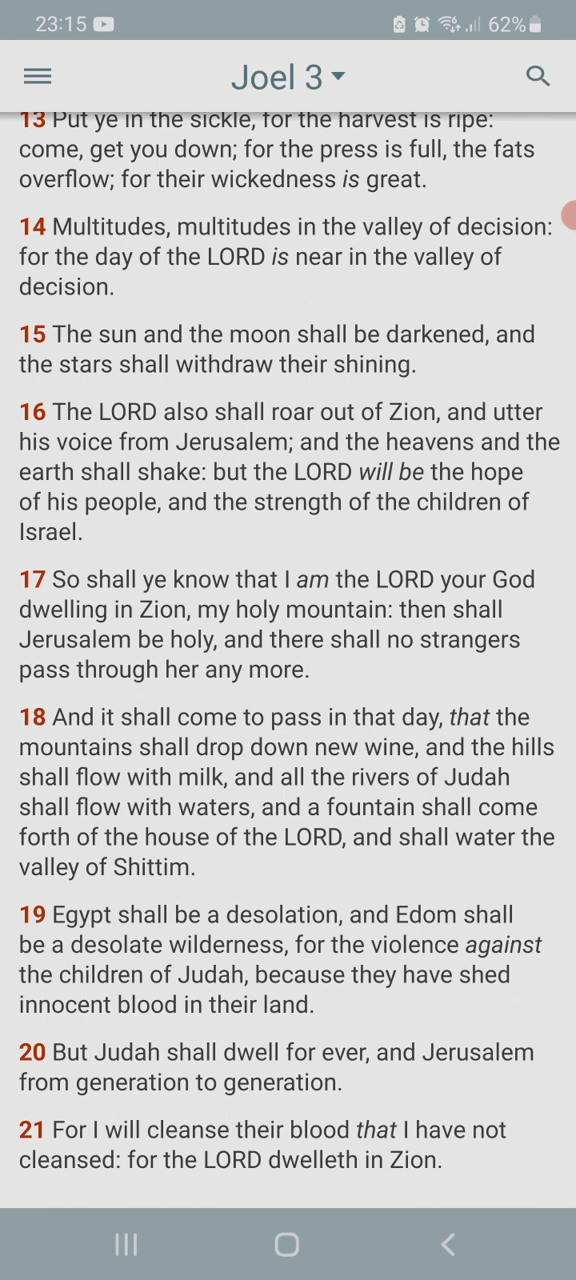 23:15
62%
Joel 3
13 Put ye in the sickle, for the harvest is ripe:
come, get you down; for the press is full, the fats
overflow; for their wickedness is great.
14 Multitudes, multitudes in the valley of decision:
for the day of the LORD is near in the valley of
decision.
15 The sun and the moon shall be darkened, and
the stars shall withdraw their shining.
16 The LORD also shall roar out of Zion, and utter
his voice from Jerusalem; and the heavens and the
earth shall shake: but the LORD will be the hope
of his people, and the strength of the children of
Israel.
17 So shall ye know that I am the LORD your God
dwelling in Zion, my holy mountain: then shall
Jerusalem be holy, and there shall no strangers
pass through her any more.
18 And it shall come to pass in that day, that the
mountains shall drop down new wine, and the hills
shall flow with milk, and all the rivers of Judah
shall flow with waters, and a fountain shall come
forth of the house of the LORD, and shall water the
valley of Shittim.
19 Egypt shall be a desolation, and Edom shall
be a desolate wilderness, for the violence against
the children of Judah, because they have shed
innocent blood in their land.
20 But Judah shall dwell for ever, and Jerusalem
from generation to generation.
21 For I will cleanse their blood that I have not
cleansed: for the LORD dwelleth in Zion.